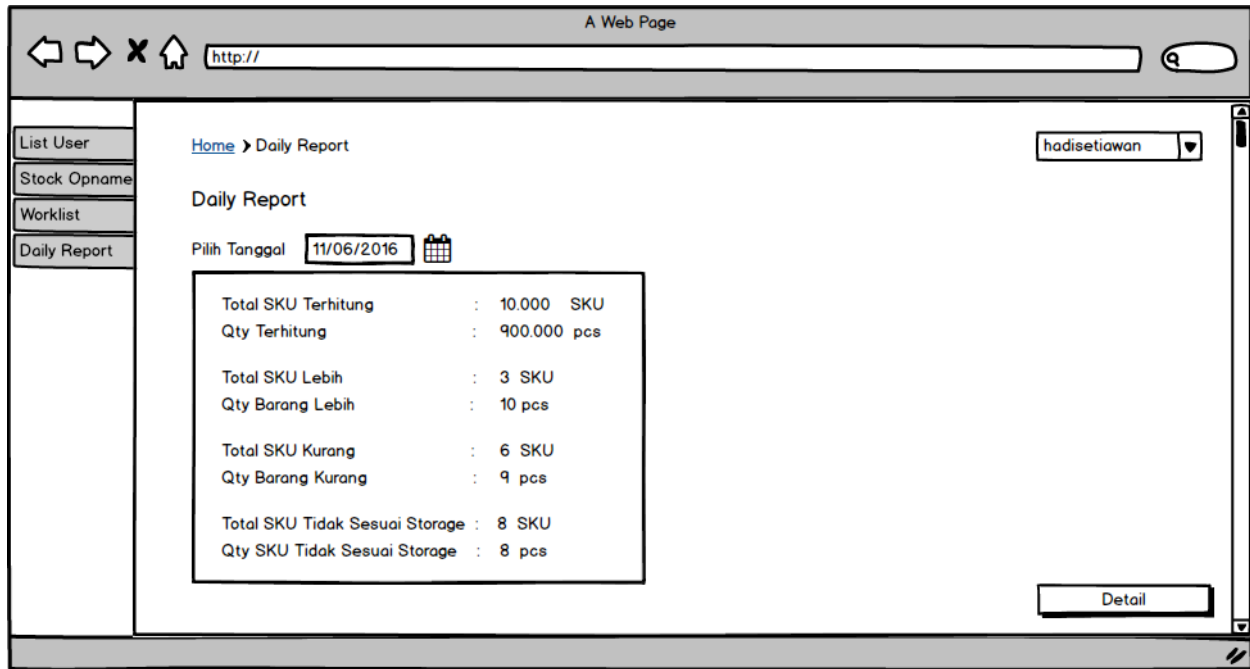 A Web Page
http://
List User
Stock Opname
Worklist
Daily Report
Home > Daily Report
hadisetiawan
Daily Report
Pilih Tanggal 11/06/2016
Total SKU Terhitung : 10.000 SKU
Qty Terhitung : 900.000 pcs
Total SKU Lebih : 3 SKU
Qty Barang Lebih : 10 pcs
Total SKU Kurang : 6 SKU
Qty Barang Kurang : 9 pcs
Total SKU Tidak Sesuai Storage : 8 SKU
Qty SKU Tidak Sesuai Storage : 8 pcs
Detail